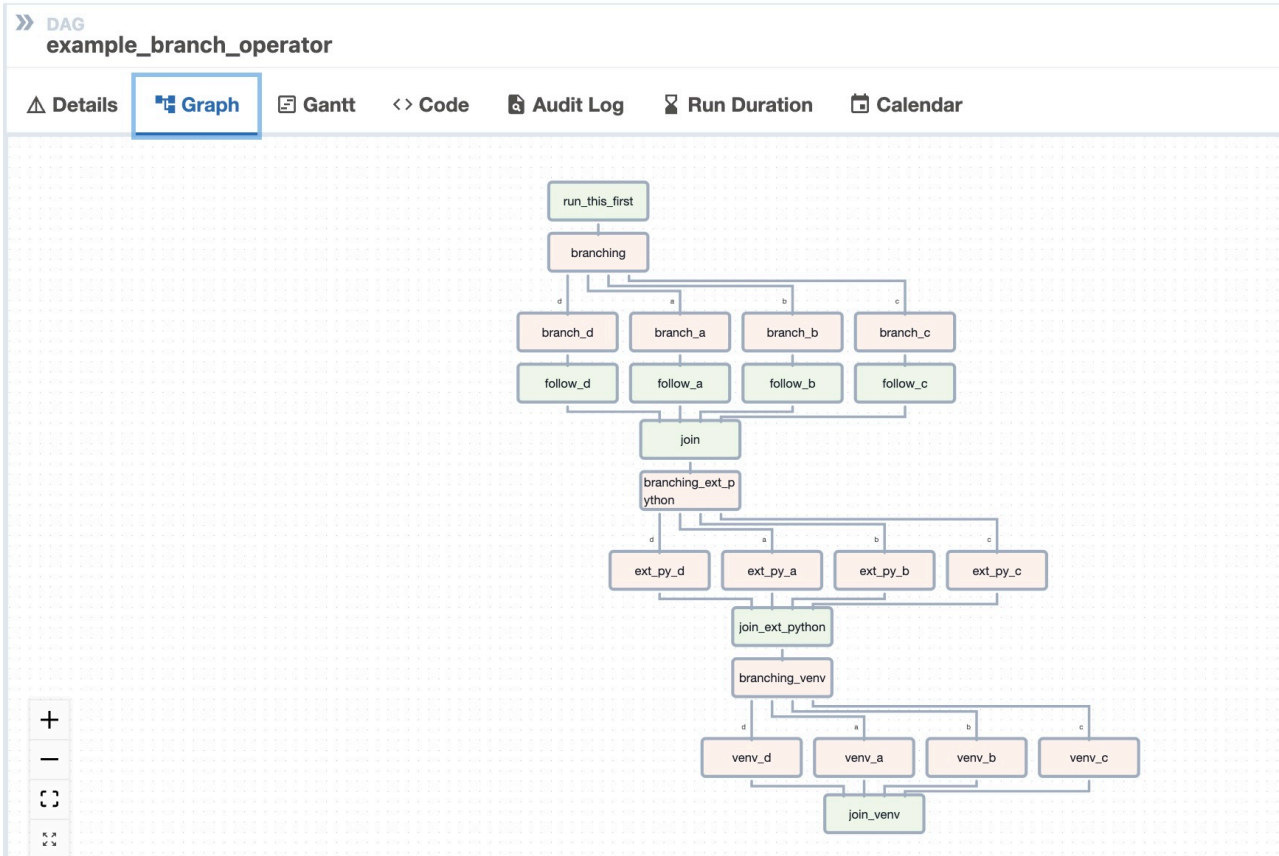 DAG
example_branch_operator
Details Graph Gantt Code Audit Log Run Duration Calendar
run_this_first
branching
d a b c
branch_d branch_a branch_b branch_c
follow_d follow_a follow_b follow_c
join
branching_ext_p
ython
d a b c
ext_py_d ext_py_a ext_py_b ext_py_c
join_ext_python
branching_venv
d a b c
venv_d venv_a venv_b venv_c
join_venv